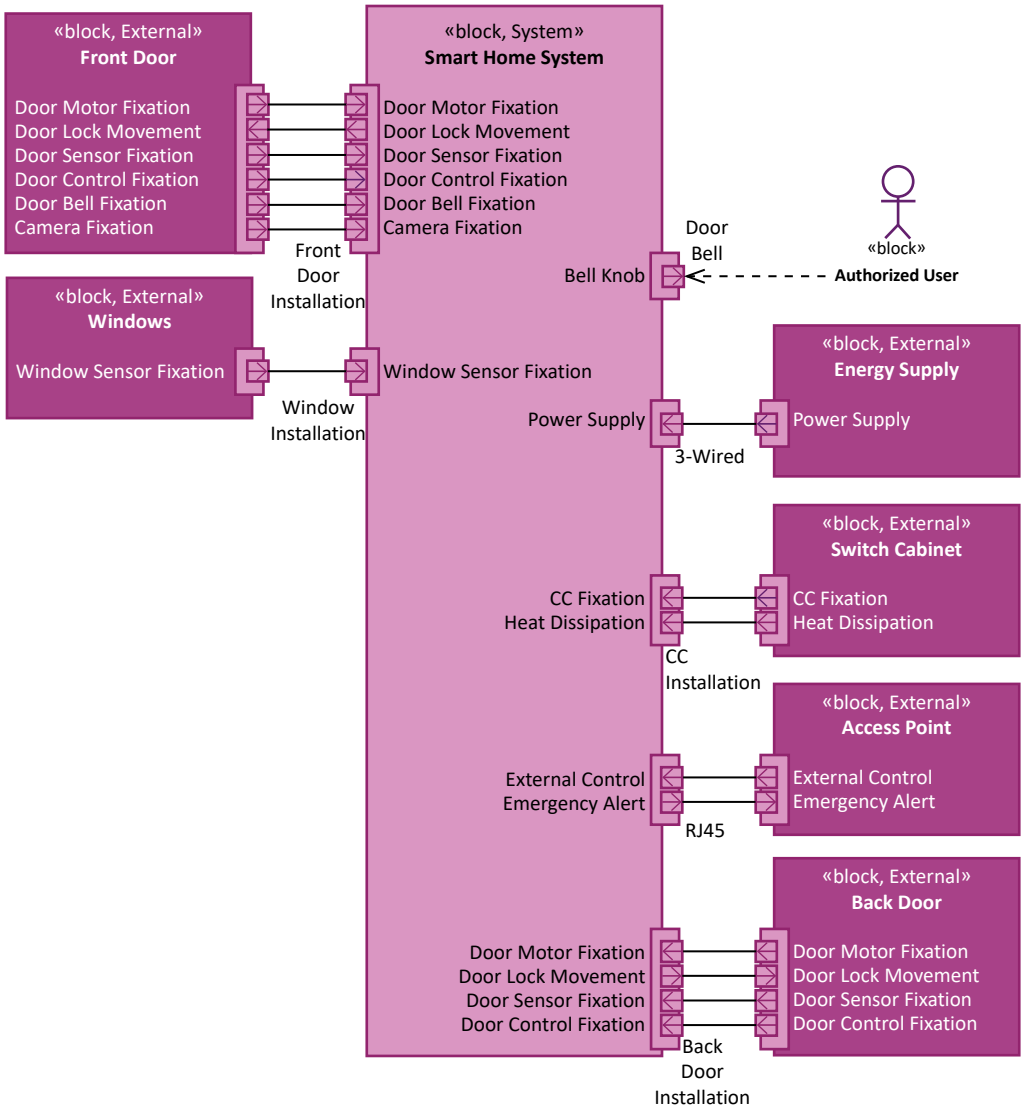 «block, External»
Front Door
Door Motor Fixation
Door Lock Movement
Door Sensor Fixation
Door Control Fixation
Door Bell Fixation
Camera Fixation
Front
Door
Installation
«block, External»
Windows
Window Sensor Fixation
Window
Installation
«block, System»
Smart Home System
Door Motor Fixation
Door Lock Movement
Door Sensor Fixation
Door Control Fixation
Door Bell Fixation
Camera Fixation
Bell Knob
Window Sensor Fixation
Power Supply
CC Fixation
Heat Dissipation
External Control
Emergency Alert
Door Motor Fixation
Door Lock Movement
Door Sensor Fixation
Door Control Fixation
Door
Bell
«block»
Authorized User
«block, External»
Energy Supply
Power Supply
3-Wired
«block, External»
Switch Cabinet
CC Fixation
Heat Dissipation
CC
Installation
«block, External»
Access Point
External Control
Emergency Alert
RJ45
«block, External»
Back Door
Door Motor Fixation
Door Lock Movement
Door Sensor Fixation
Door Control Fixation
Back
Door
Installation